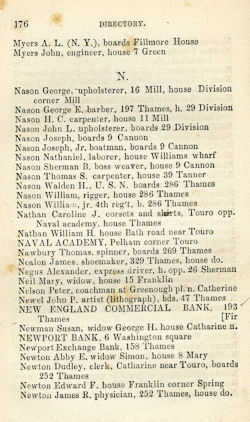 176 DIRECTORY.
Myers A. L. (N. Y.), boards Fillmore House
Myers John, engineer, house 7 Green
N.
Nason George, upholsterer, 16 Mill, house Division
corner Mill
Nason George E. barber, 197 Thames, h. 29 Division
Nason H. C. carpenter, house 11 Mill
Nason John L. upholsterer, boards 29 Division
Nason Joseph, boards 9 Cannon
Nason Joseph, Jr. boatman, boards 9 Cannon
Nason Nathaniel, laborer, house Williams wharf
Nason Sherman B. boss weaver, house 9 Cannon
Nason Thomas S. carpenter, house 39 Tanner
Nason Walden H., U. S. N. boards 286 Thames
Nason William, rigger, house 286 Thames
Nason William, jr. 4th reg't, b. 286 Thames
Nathan Caroline J. corsets and skirts, Touro opp.
Naval academy, house Thames
Nathan William H. house Bath road near Touro
NAVAL ACADEMY, Pelham corner Touro
Nawbury Thomas, spinner, boards 269 Thames
Nealon James, shoemaker, 329 Thames, house do.
Negus Alexander, express driver, h. opp. 26 Sherman
Neil Mary, widow, house 15 Franklin
Nelson Peter, coachman at Greenough pl. n. Catherine
Newel John P. artist (lithograph), bds. 47 Thames
NEW ENGLAND COMMERCIAL BANK, 193
Thames [Fir
Newman Susan, widow George H. house Catharine n.
NEWPORT BANK, 6 Washington square
Newport Exchange Bank, 158 Thames
Newton Abby E. widow Simon, house 8 Mary
Newton Dudley, clerk, Catharine near Touro, boards
252 Thames
Newton Edward F. house Franklin corner Spring
Newton James R. physician, 252 Thames, house do.